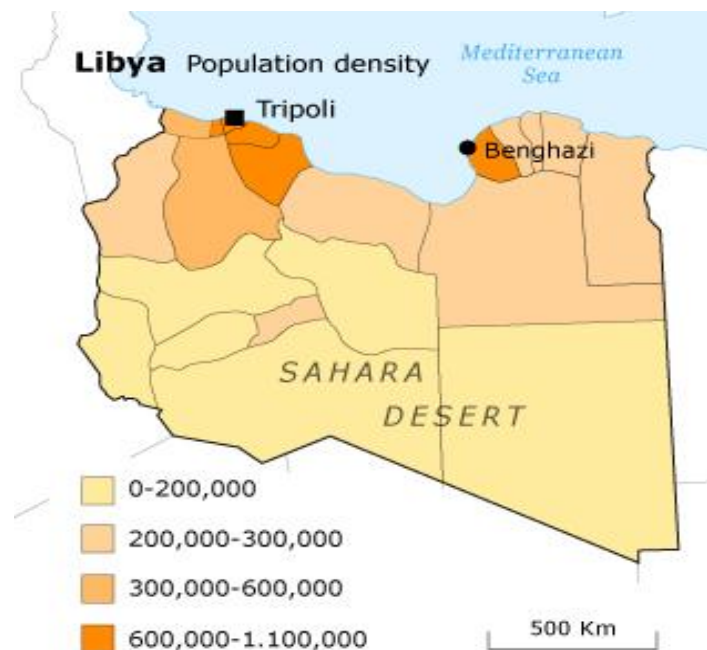 Libya Population density
Mediterranean
Sea
Tripoli
Benghazi
SAHARA
DESERT
0-200,000
200,000-300,000
300,000-600,000
600,000-1.100,000
500 Km